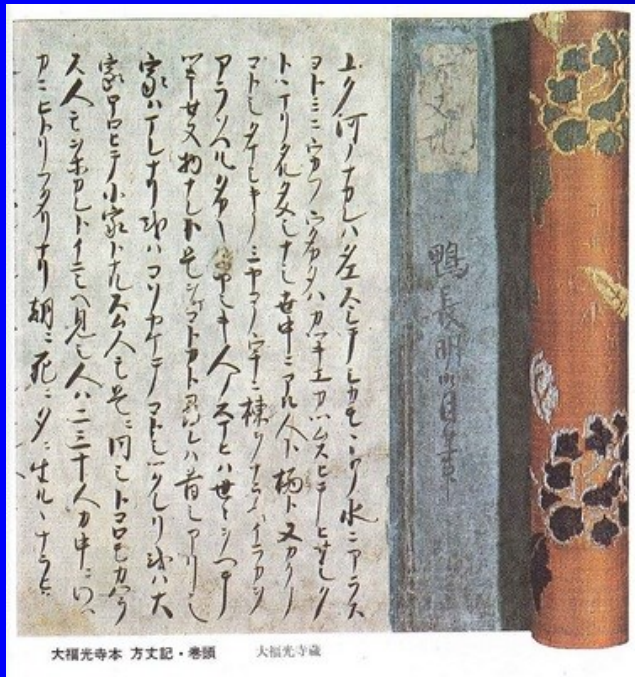 方丈記
鴨長明自筆
ユク河ノナカレハタエスシテシカモヽトノ水ニアラス
ヨトミニウカフウタカタハカツキエカツムスヒテヒサシク
トヽマリタルタメシナシ世中ニアル人ト栖ト又カクノ
コトシタマシキノミヤコノウチニ棟ヲナラヘイラカヲ
アラソヘルタカキイヤシキ人ノスマヒハ世々ヲヘテ
ツキセヌ物ナレト是ヲマコトカト尋レハ昔シアリシ
家ハマレナリ或ハコソヤケテコトシツクレリ或ハ大
家ホロヒテ小家トナルスム人モ是ニ同シトコロモカハラ
ス人モヲホカレトイニシヘ見シ人ハ二三十人カ中ニワツ
カニヒトリフタリナリ朝ニ死ニ夕ニ生ルヽナラヒ
大福光寺本 方丈記・巻頭 大福光寺蔵